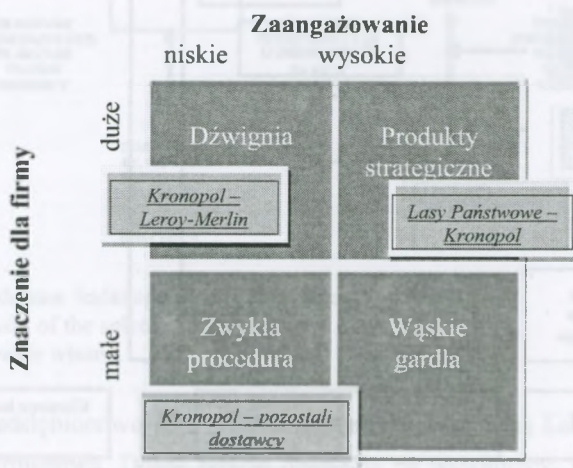 Zaangażowanie
niskie wysokie
Znaczenie dla firmy
duże
Dźwignia
Produkty
strategiczne
Kronopol –
Leroy-Merlin
Lasy Państwowe –
Kronopol
małe
Zwykła
procedura
Wąskie
gardła
Kronopol – pozostali
dostawcy